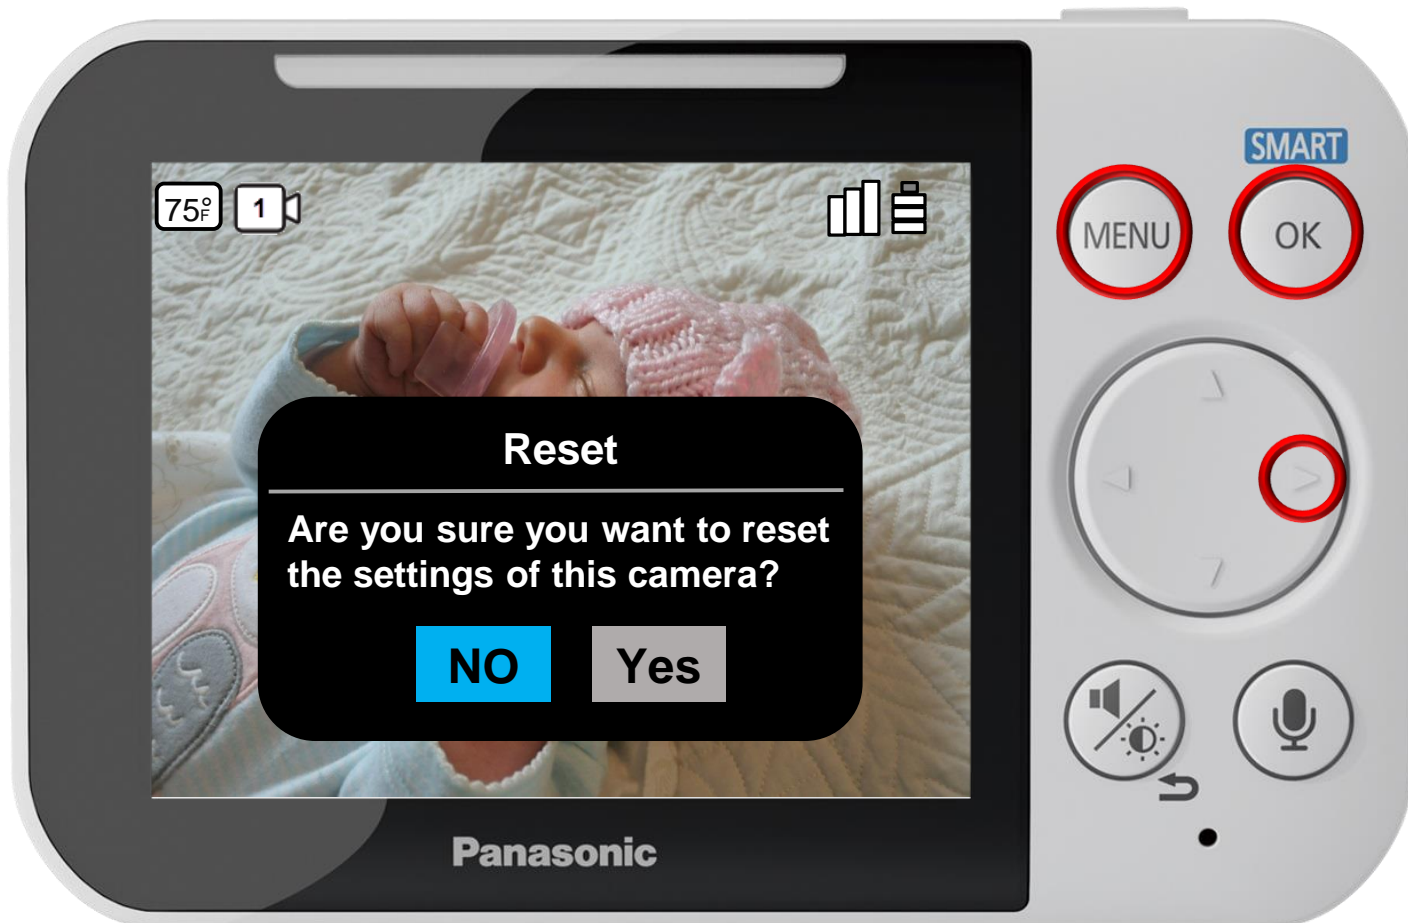 SMART
75°F 1
MENU OK
Reset
Are you sure you want to reset
the settings of this camera?
NO Yes
Panasonic